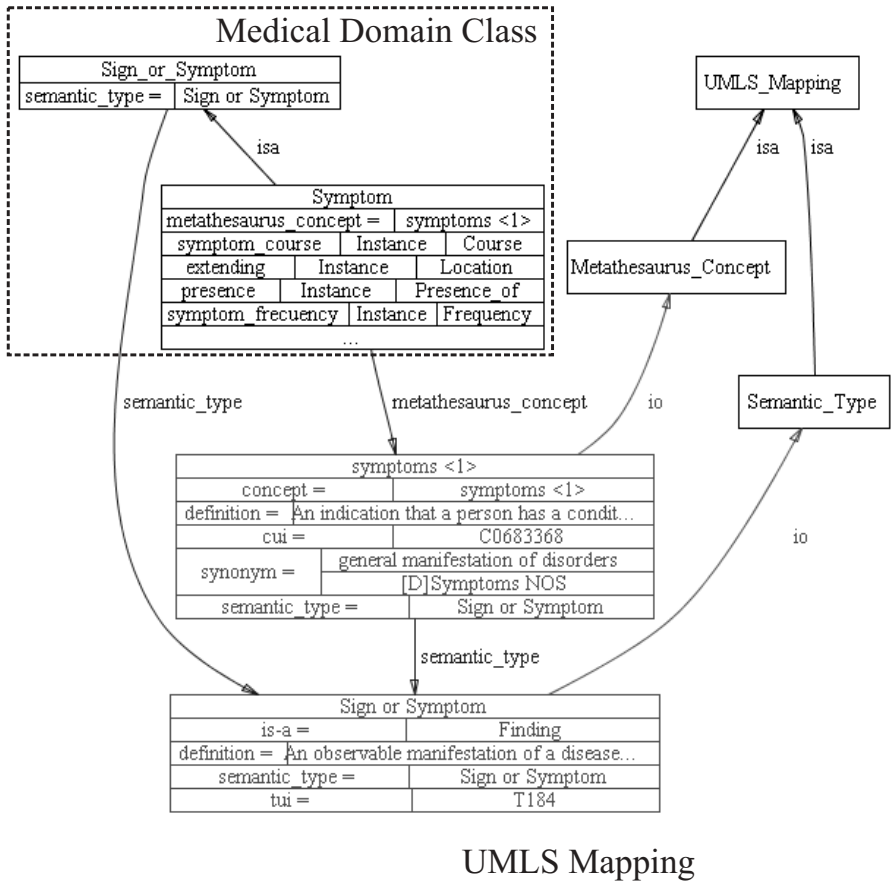 Medical Domain Class
Sign_or_Symptom
semantic_type = Sign or Symptom
UMLS_Mapping
isa
isa
isa
Symptom
metathesaurus_concept = symptoms <1>
symptom_course Instance Course
extending Instance Location
presence Instance Presence_of
symptom_frecuency Instance Frequency
...
Metathesaurus_Concept
semantic_type
metathesaurus_concept
io
Semantic_Type
symptoms <1>
concept = symptoms <1>
definition = An indication that a person has a condit...
cui = C0683368
synonym = general manifestation of disorders
[D]Symptoms NOS
semantic_type = Sign or Symptom
io
semantic_type
Sign or Symptom
is-a = Finding
definition = An observable manifestation of a disease...
semantic_type = Sign or Symptom
tui = T184
UMLS Mapping